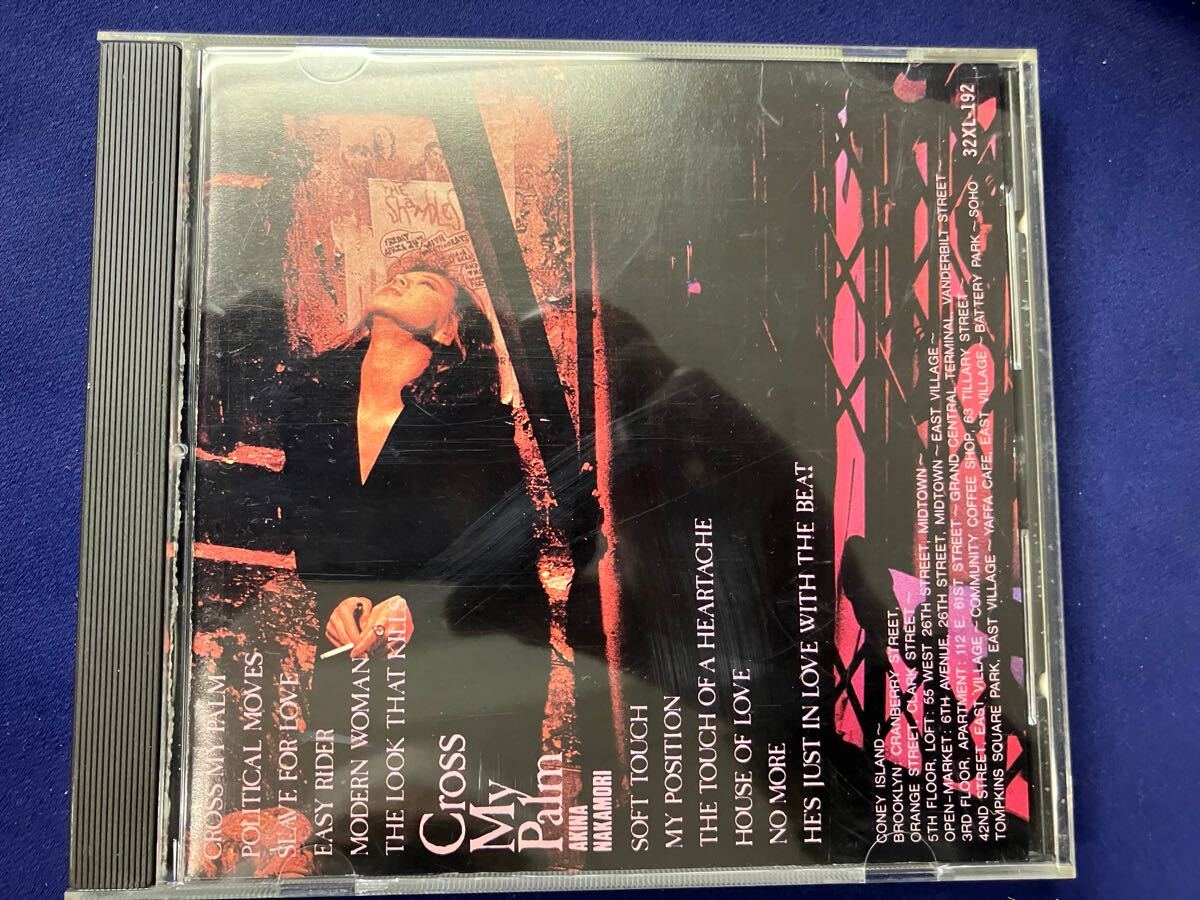 CROSS MY PALM
POLITICAL MOVES
SLAVE FOR LOVE
EASY RIDER
MODERN WOMAN
THE LOOK THAT KILLS
Cross
My
Palm
AKINA
NAKAMORI
SOFT TOUCH
MY POSITION
THE TOUCH OF A HEARTACHE
HOUSE OF LOVE
NO MORE
HE'S JUST IN LOVE WITH THE BEAT
CONEY ISLAND~
BROOKLYN: CRANBERRY STREET,
ORANGE STREET, CLARK STREET~
5TH FLOOR, LOFT: 55 WEST 26TH STREET, MIDTOWN~
OPEN-MARKET: 6TH AVENUE, 26TH STREET, MIDTOWN~EAST VILLAGE~
3RD FLOOR, APARTMENT: 112 E. 61ST STREET~GRAND CENTRAL TERMINAL, VANDERBILT STREET~
42ND STREET, EAST VILLAGE~COMMUNITY COFFEE SHOP, 63 TILLARY STREET~
TOMPKINS SQUARE PARK, EAST VILLAGE~YAFFA CAFE, EAST VILLAGE~BATTERY PARK~SOHO
32XL-192
THE